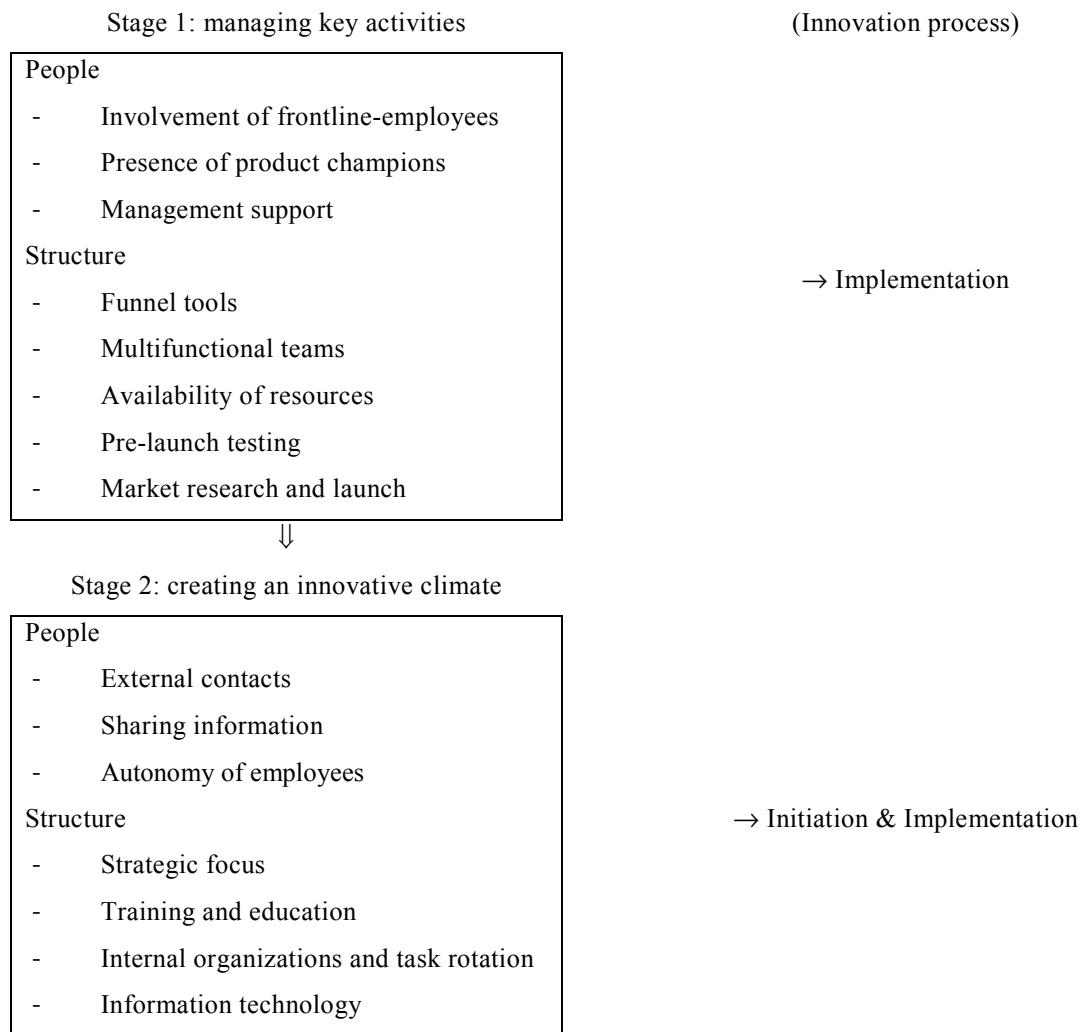 Stage 1: managing key activities (Innovation process)
People
- Involvement of frontline-employees
- Presence of product champions
- Management support
Structure
→ Implementation
- Funnel tools
- Multifunctional teams
- Availability of resources
- Pre-launch testing
- Market research and launch
⇓
Stage 2: creating an innovative climate
People
- External contacts
- Sharing information
- Autonomy of employees
Structure → Initiation & Implementation
- Strategic focus
- Training and education
- Internal organizations and task rotation
- Information technology